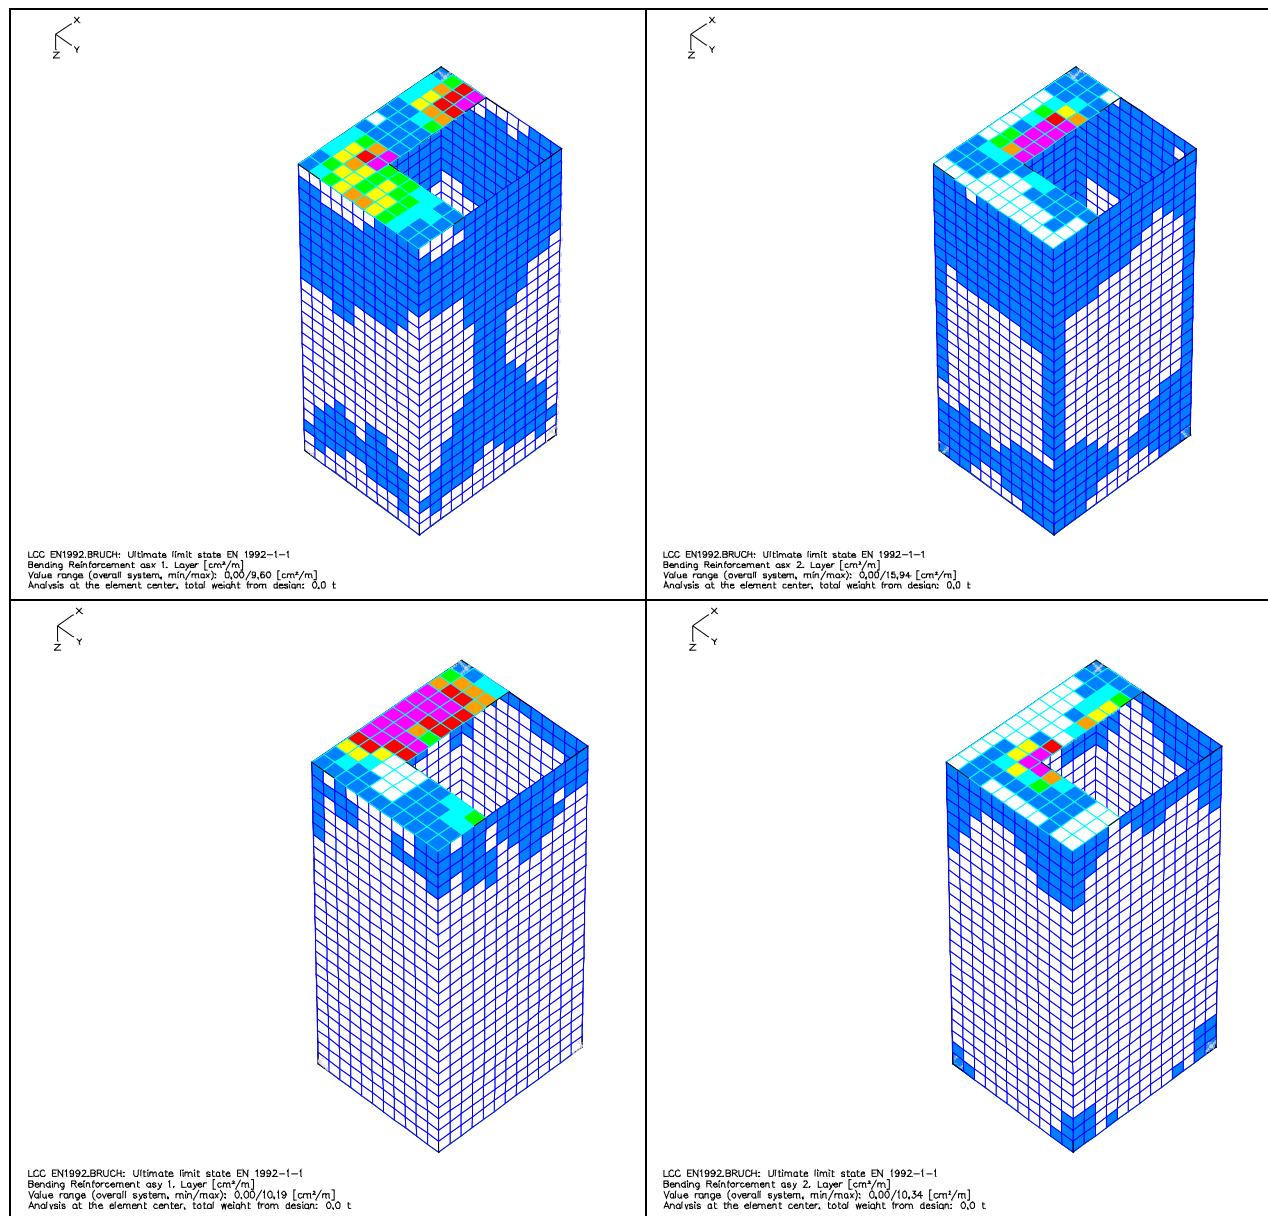 X
Y
Z
LCC EN1992.BRUCH: Ultimate limit state EN 1992-1-1
Bending Reinforcement asx 1. Layer [cm²/m]
Value range (overall system, min/max): 0.00/9.60 [cm²/m]
Analysis at the element center, total weight from design: 0.0 t
X
Y
Z
LCC EN1992.BRUCH: Ultimate limit state EN 1992-1-1
Bending Reinforcement asx 2. Layer [cm²/m]
Value range (overall system, min/max): 0.00/15.94 [cm²/m]
Analysis at the element center, total weight from design: 0.0 t
X
Y
Z
LCC EN1992.BRUCH: Ultimate limit state EN 1992-1-1
Bending Reinforcement asy 1. Layer [cm²/m]
Value range (overall system, min/max): 0.00/10.19 [cm²/m]
Analysis at the element center, total weight from design: 0.0 t
X
Y
Z
LCC EN1992.BRUCH: Ultimate limit state EN 1992-1-1
Bending Reinforcement asy 2. Layer [cm²/m]
Value range (overall system, min/max): 0.00/10.34 [cm²/m]
Analysis at the element center, total weight from design: 0.0 t